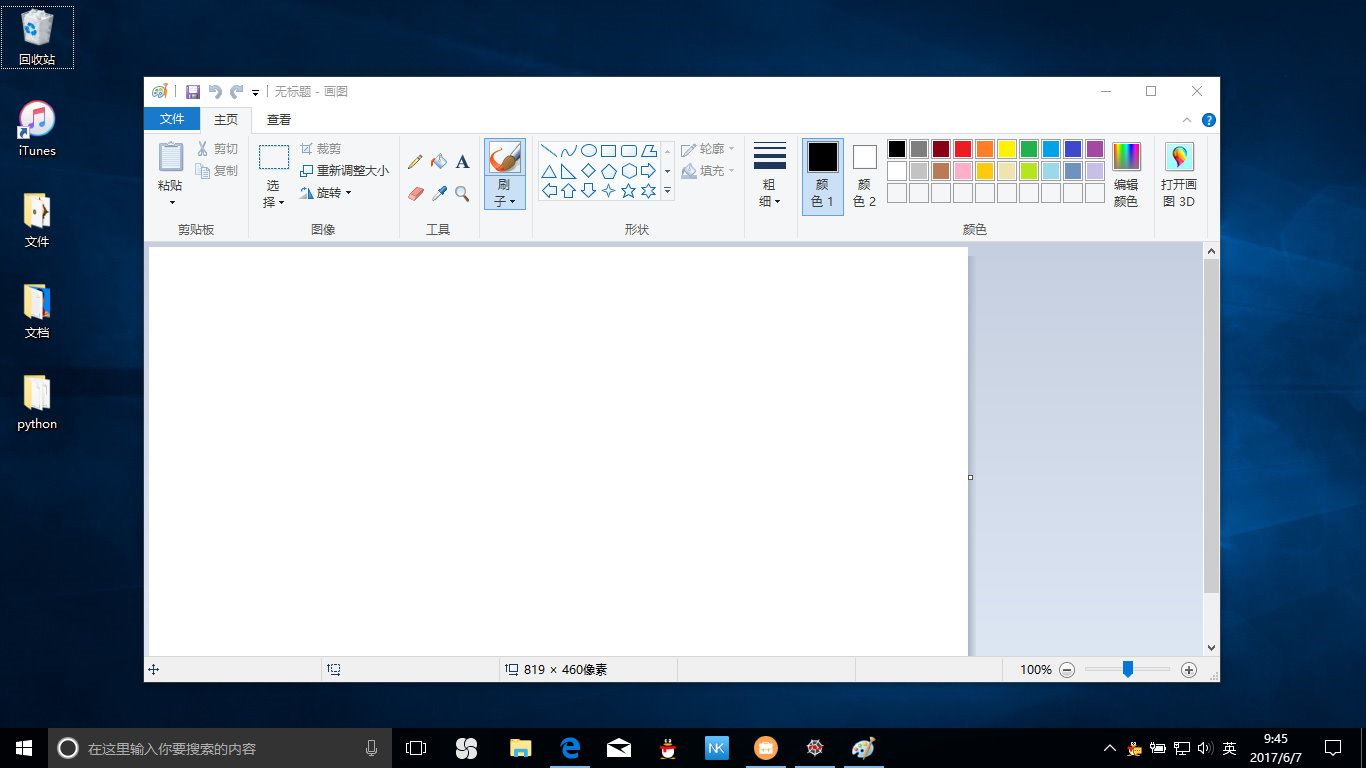 回收站
iTunes
文件
文档
python
无标题 - 画图
文件
主页
查看
粘贴
剪切
复制
剪贴板
选
择
裁剪
重新调整大小
旋转
图像
A
工具
刷
子
形状
轮廓
填充
粗
细
颜
色 1
颜
色 2
颜色
编辑
颜色
打开画
图 3D
819 × 460像素
100%
在这里输入你要搜索的内容
NK
英
9:45
2017/6/7